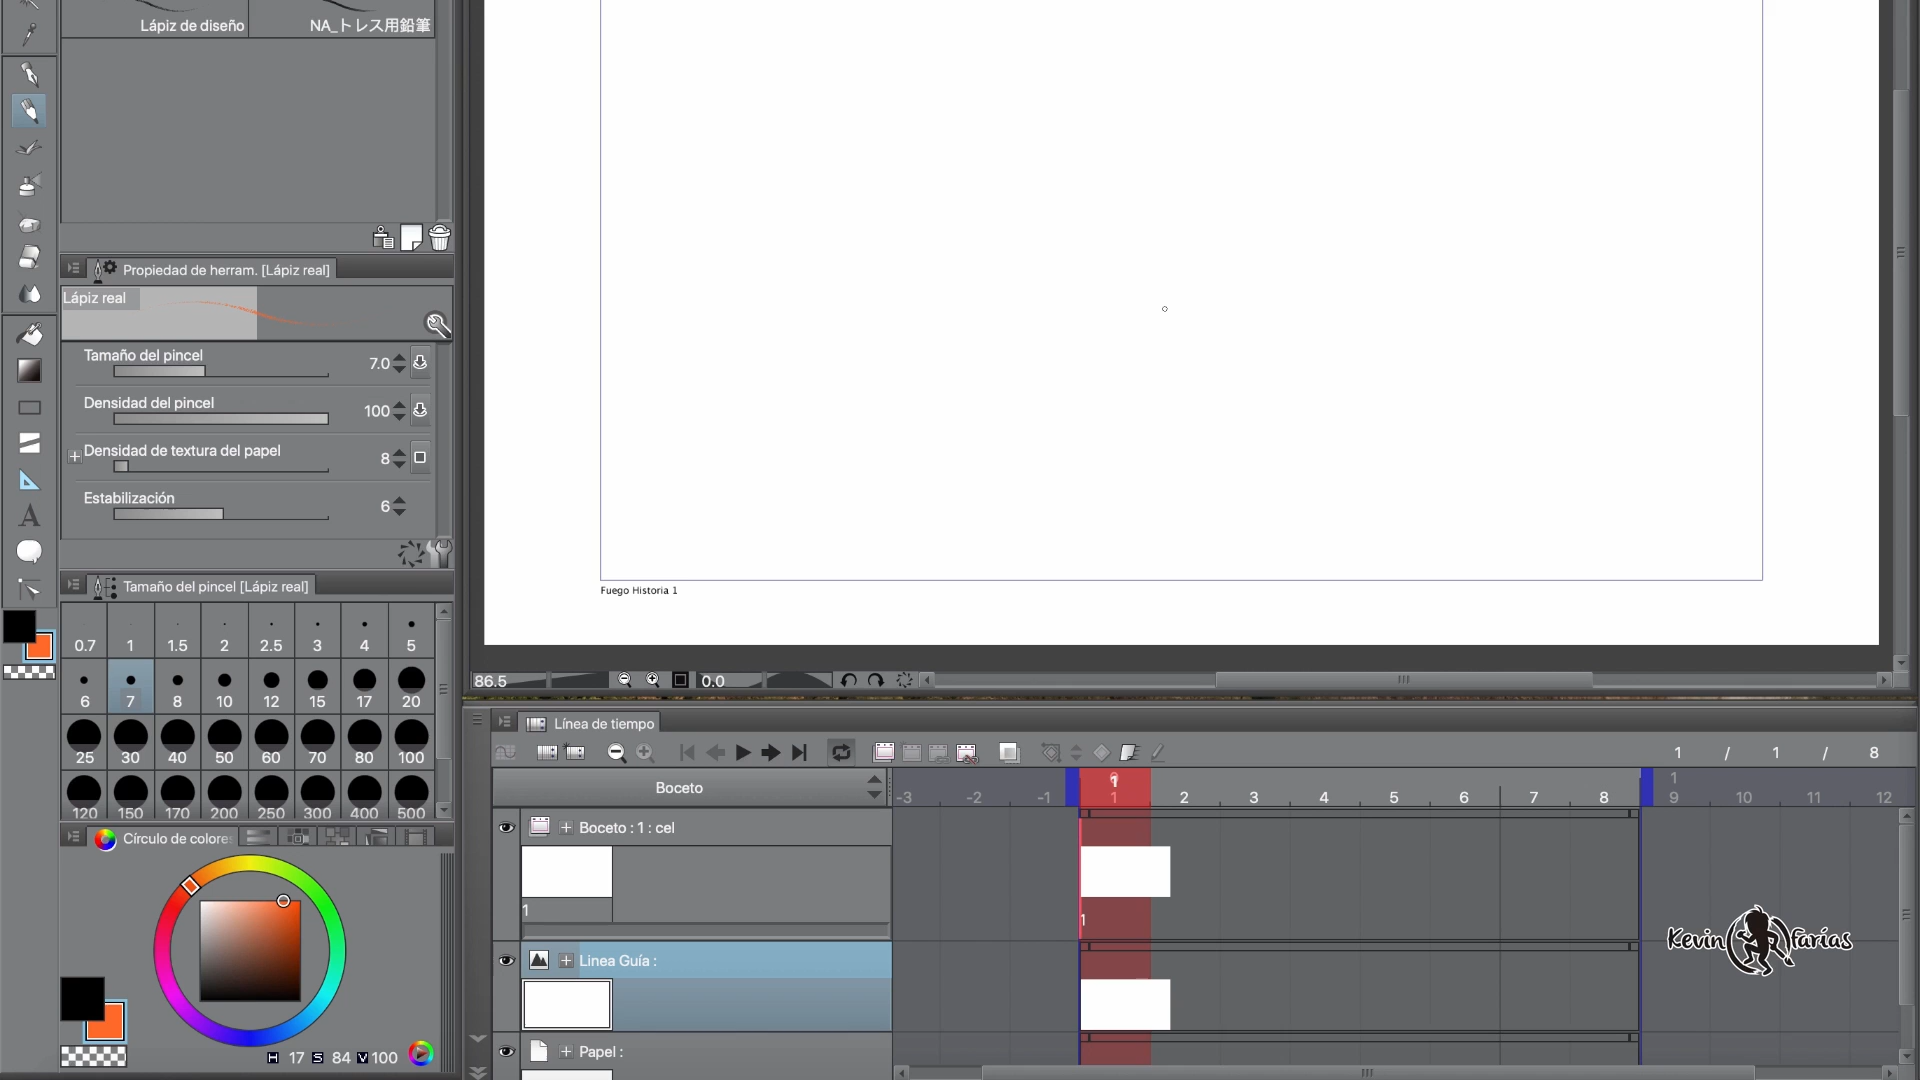 Lápiz de diseño
NA_トレス用鉛筆
Propiedad de herram. [Lápiz real]
Lápiz real
Tamaño del pincel
7.0
Densidad del pincel
100
Densidad de textura del papel
8
Estabilización
6
Tamaño del pincel [Lápiz real]
0.7 1 1.5 2 2.5 3 4 5
6 7 8 10 12 15 17 20
25 30 40 50 60 70 80 100
120 150 170 200 250 300 400 500
Círculo de colores
H 17 S 84 V 100
Fuego Historia 1
86.5
0.0
Línea de tiempo
1 / 1 / 8
Boceto
1 1
-3 -2 -1 1 2 3 4 5 6 7 8 9 10 11 12
Boceto : 1 : cel
1
1
Linea Guía :
Papel :
Kevin farías